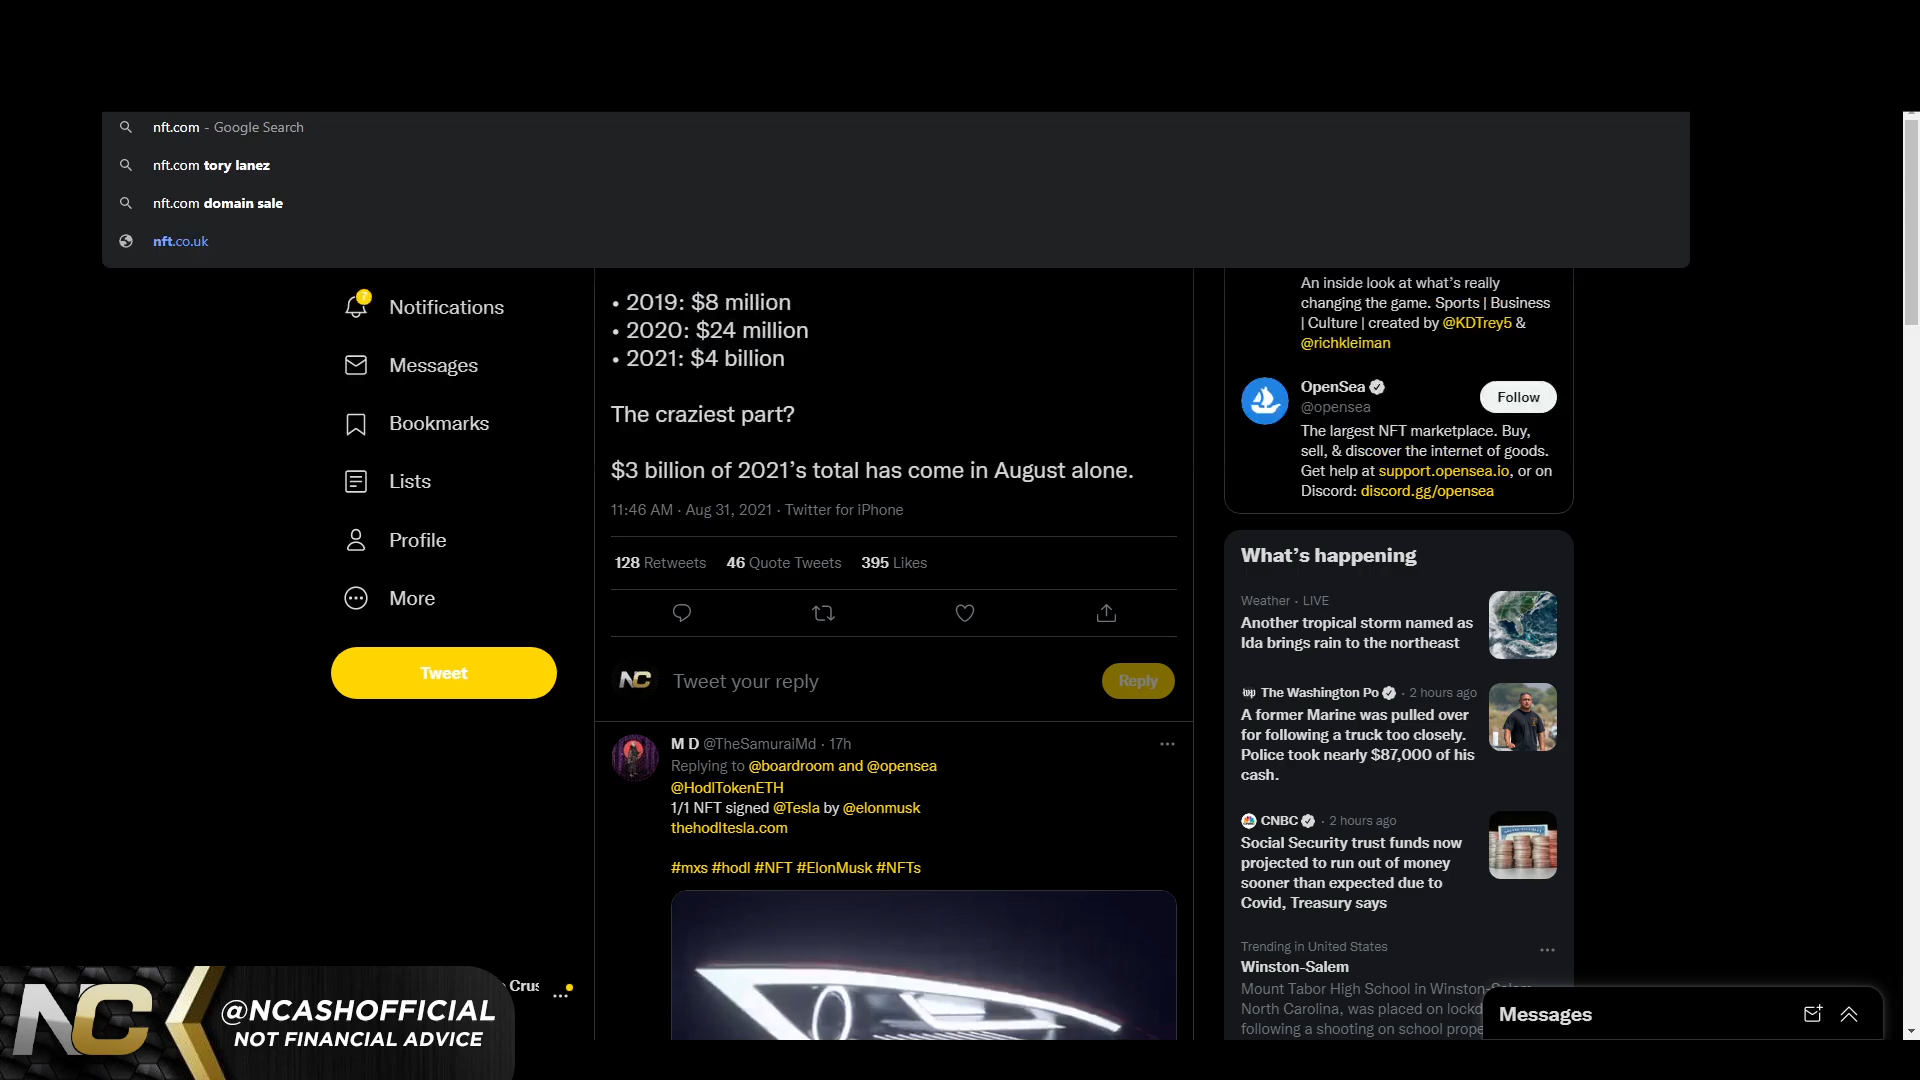 nft.com - Google Search
nft.com tory lanez
nft.com domain sale
nft.co.uk
7
Notifications
Messages
Bookmarks
Lists
Profile
More
Tweet
• 2019: $8 million
• 2020: $24 million
• 2021: $4 billion
The craziest part?
$3 billion of 2021’s total has come in August alone.
11:46 AM · Aug 31, 2021 · Twitter for iPhone
128 Retweets 46 Quote Tweets 395 Likes
NC Tweet your reply Reply
M D @TheSamuraiMd · 17h
Replying to @boardroom and @opensea
@HodlTokenETH
1/1 NFT signed @Tesla by @elonmusk
thehodltesla.com
#mxs #hodl #NFT #ElonMusk #NFTs
An inside look at what’s really
changing the game. Sports | Business
| Culture | created by @KDTrey5 &
@richkleiman
OpenSea
@opensea
Follow
The largest NFT marketplace. Buy,
sell, & discover the internet of goods.
Get help at support.opensea.io, or on
Discord: discord.gg/opensea
What’s happening
Weather · LIVE
Another tropical storm named as
Ida brings rain to the northeast
wp The Washington Po · 2 hours ago
A former Marine was pulled over
for following a truck too closely.
Police took nearly $87,000 of his
cash.
CNBC · 2 hours ago
Social Security trust funds now
projected to run out of money
sooner than expected due to
Covid, Treasury says
Trending in United States
Winston-Salem
Mount Tabor High School in Winston-Salem,
North Carolina, was placed on lockd
following a shooting on school prope
Messages
Crus
NC
@NCASHOFFICIAL
NOT FINANCIAL ADVICE